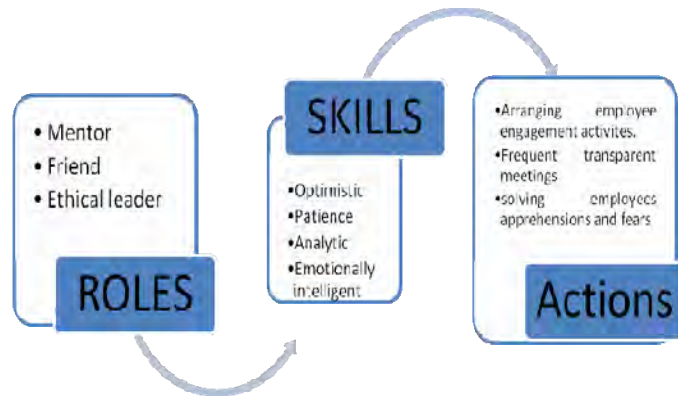 • Mentor
• Friend
• Ethical leader
ROLES
SKILLS
•Optimistic
•Patience
•Analytic
•Emotionally
intelligent
•Arranging employee
engagement activites.
•Frequent transparent
meetings
•solving employees
apprehensions and fears
Actions